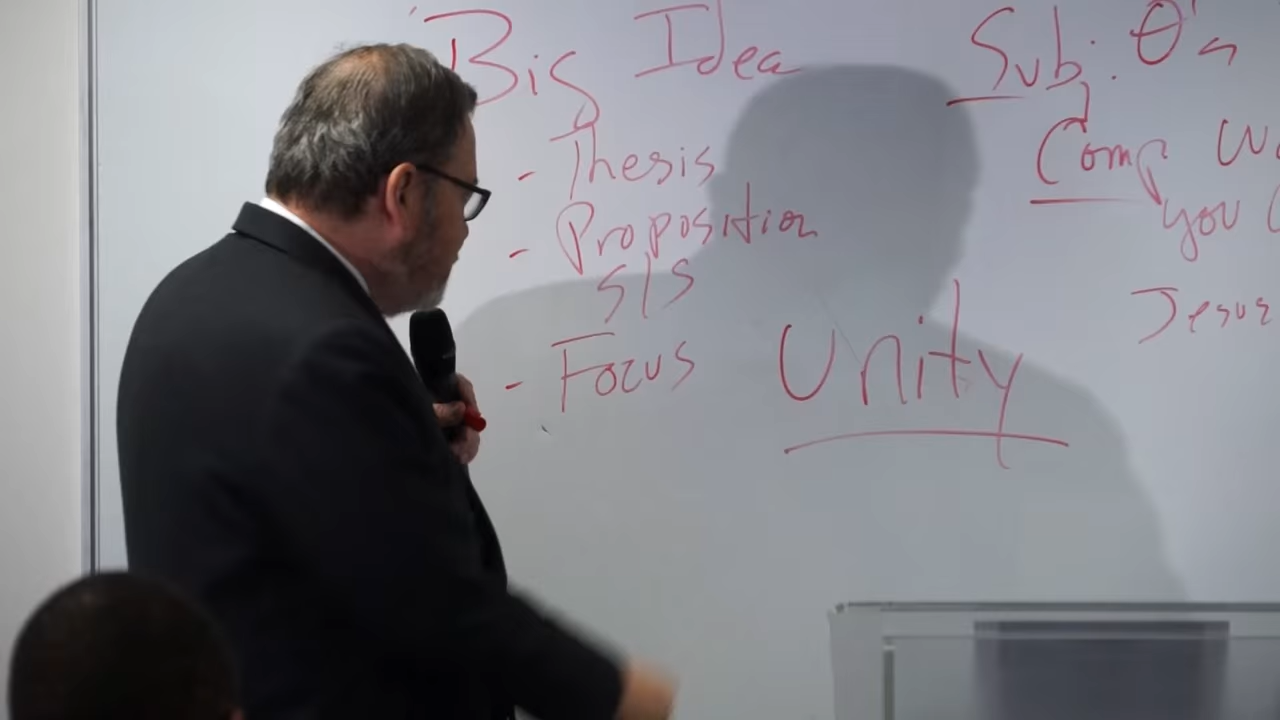 Big Idea
- Thesis
- Proposition
S/S
- Focus
Unity
Sub:
Comp
you
Jesus